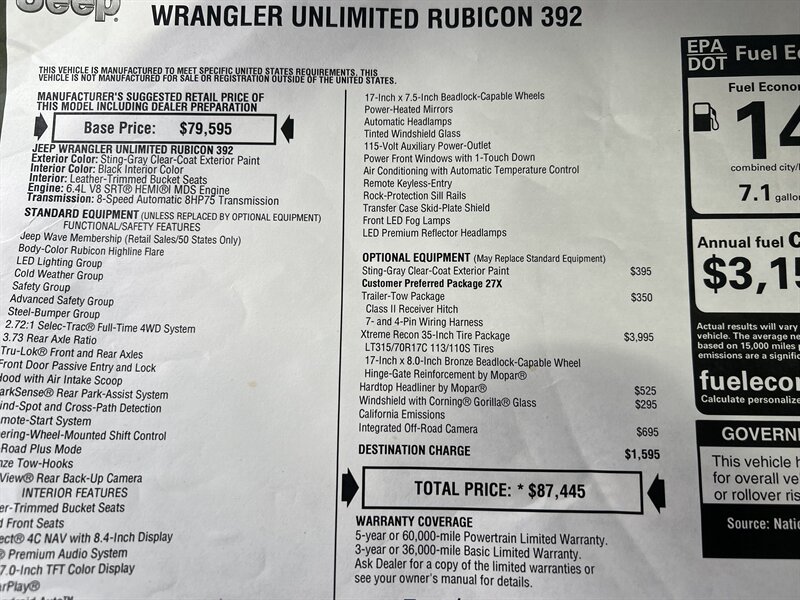 Jeep
WRANGLER UNLIMITED RUBICON 392
THIS VEHICLE IS MANUFACTURED TO MEET SPECIFIC UNITED STATES REQUIREMENTS. THIS
VEHICLE IS NOT MANUFACTURED FOR SALE OR REGISTRATION OUTSIDE OF THE UNITED STATES.
MANUFACTURER'S SUGGESTED RETAIL PRICE OF
THIS MODEL INCLUDING DEALER PREPARATION
Base Price: $79,595
JEEP WRANGLER UNLIMITED RUBICON 392
Exterior Color: Sting-Gray Clear-Coat Exterior Paint
Interior Color: Black Interior Color
Interior: Leather-Trimmed Bucket Seats
Engine: 6.4L V8 SRT® HEMI®I MDS Engine
Transmission: 8-Speed Automatic 8HP75 Transmission
STANDARD EQUIPMENT (UNLESS REPLACED BY OPTIONAL EQUIPMENT)
FUNCTIONAL/SAFETY FEATURES
Jeep Wave Membership (Retail Sales/50 States Only)
Body-Color Rubicon Highline Flare
LED Lighting Group
Cold Weather Group
Safety Group
Advanced Safety Group
Steel-Bumper Group
2.72:1 Selec-Trac® Full-Time 4WD System
3.73 Rear Axle Ratio
Tru-Lok® Front and Rear Axles
Front Door Passive Entry and Lock
Hood with Air Intake Scoop
arkSense® Rear Park-Assist System
ind-Spot and Cross-Path Detection
mote-Start System
ering-Wheel-Mounted Shift Control
-Road Plus Mode
nze Tow-Hooks
View® Rear Back-Up Camera
INTERIOR FEATURES
er-Trimmed Bucket Seats
d Front Seats
ect® 4C NAV with 8.4-Inch Display
® Premium Audio System
7.0-Inch TFT Color Display
arPlay®
17-Inch x 7.5-Inch Beadlock-Capable Wheels
Power-Heated Mirrors
Automatic Headlamps
Tinted Windshield Glass
115-Volt Auxiliary Power-Outlet
Power Front Windows with 1-Touch Down
Air Conditioning with Automatic Temperature Control
Remote Keyless-Entry
Rock-Protection Sill Rails
Transfer Case Skid-Plate Shield
Front LED Fog Lamps
LED Premium Reflector Headlamps
OPTIONAL EQUIPMENT (May Replace Standard Equipment)
Sting-Gray Clear-Coat Exterior Paint $395
Customer Preferred Package 27X
Trailer-Tow Package $350
Class II Receiver Hitch
7- and 4-Pin Wiring Harness
Xtreme Recon 35-Inch Tire Package $3,995
LT315/70R17C 113/110S Tires
17-Inch x 8.0-Inch Bronze Beadlock-Capable Wheel
Hinge-Gate Reinforcement by Mopar®
Hardtop Headliner by Mopar® $525
Windshield with Corning® Gorilla® Glass $295
California Emissions
Integrated Off-Road Camera $695
DESTINATION CHARGE $1,595
TOTAL PRICE: * $87,445
WARRANTY COVERAGE
5-year or 60,000-mile Powertrain Limited Warranty.
3-year or 36,000-mile Basic Limited Warranty.
Ask Dealer for a copy of the limited warranties or
see your owner's manual for details.
EPA
DOT
Fuel Ec
Fuel Econo
14
combined city/
7.1 gallo
Annual fuel c
$3,15
Actual results will vary
vehicle. The average ne
based on 15,000 miles
emissions are a signific
fuelecon
Calculate personalize
GOVERNM
This vehicle h
for overall ve
or rollover ris
Source: Natio